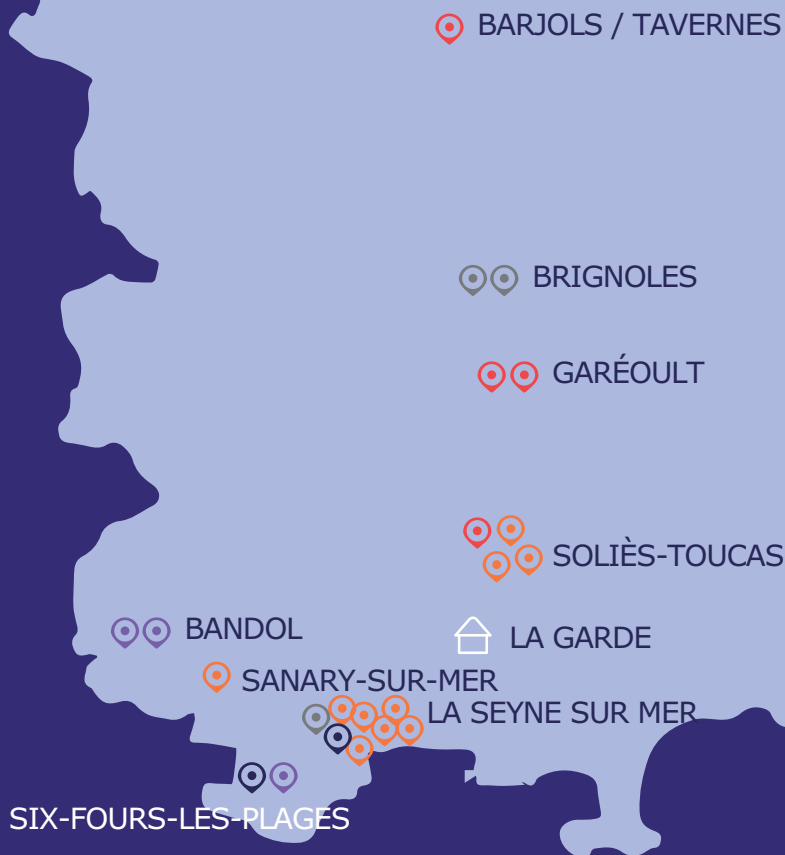 BARJOLS / TAVERNES
BRIGNOLES
GARÉOULT
SOLIÈS-TOUCAS
BANDOL
LA GARDE
SANARY-SUR-MER
LA SEYNE SUR MER
SIX-FOURS-LES-PLAGES